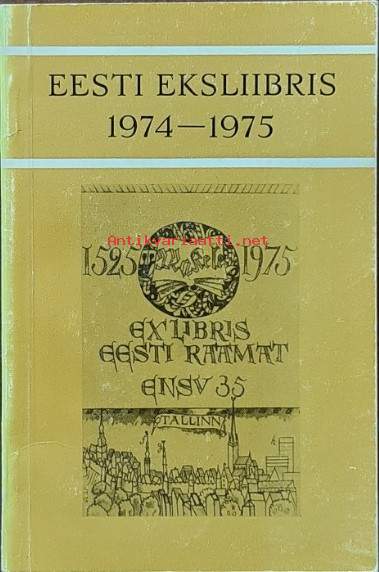 EESTI EKSLIIBRIS
1974—1975
Antikvariaatti.net
1525 1975
EX LIBRIS
EESTI RAAMAT
ENSV 35
TALLINN